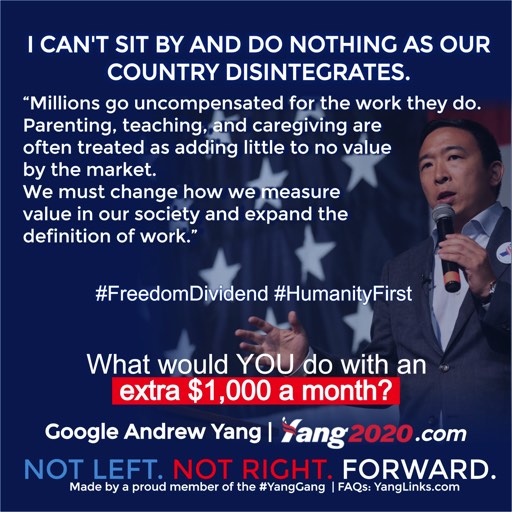 I CAN'T SIT BY AND DO NOTHING AS OUR
COUNTRY DISINTEGRATES.
“Millions go uncompensated for the work they do.
Parenting, teaching, and caregiving are
often treated as adding little to no value
by the market.
We must change how we measure
value in our society and expand the
definition of work.”
#FreedomDividend #HumanityFirst
What would YOU do with an
extra $1,000 a month?
Google Andrew Yang | Yang2020.com
NOT LEFT. NOT RIGHT. FORWARD.
Made by a proud member of the #YangGang | FAQs: YangLinks.com